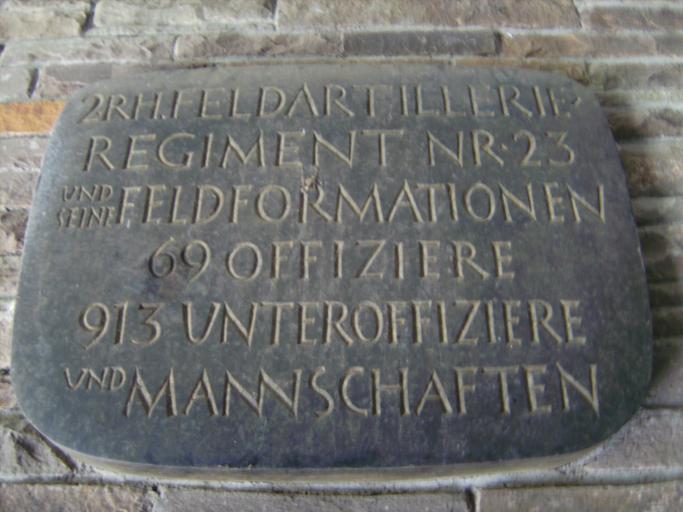 2.RH.FELDARTILLERIE-
REGIMENT NR·23
UND SEINE FELDFORMATIONEN
69 OFFIZIERE
913 UNTEROFFIZIERE
UND MANNSCHAFTEN